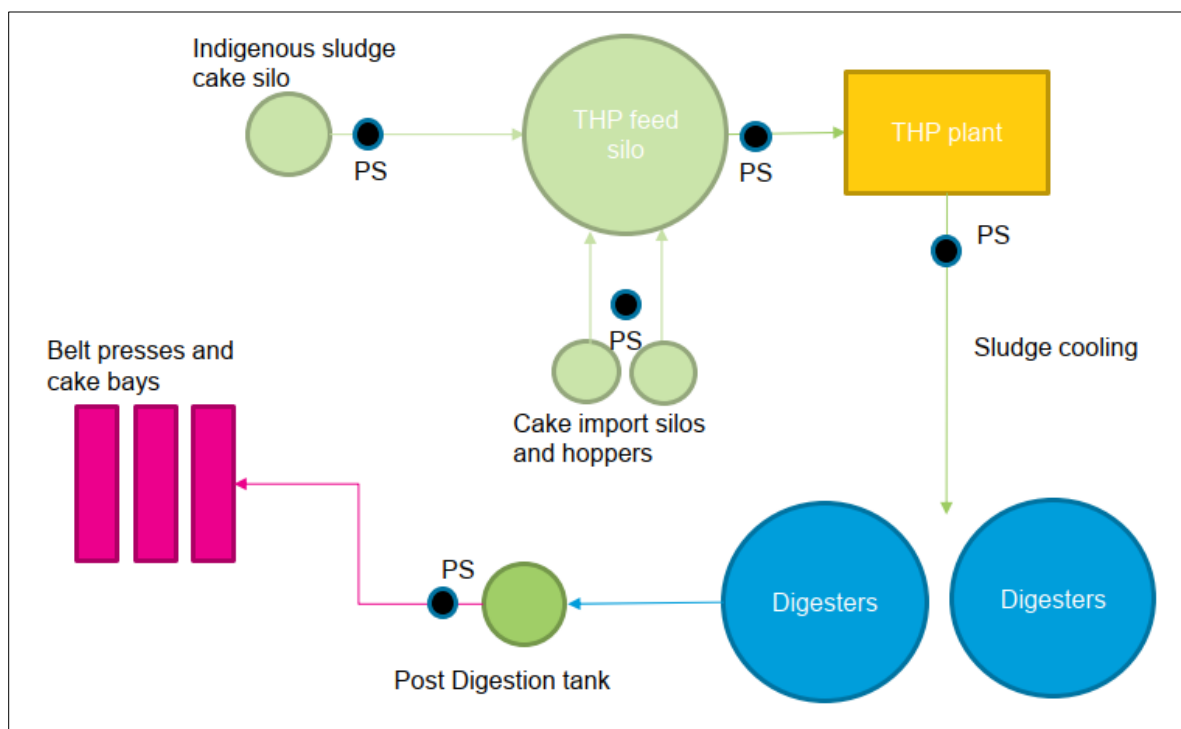 Indigenous sludge
cake silo
PS
THP feed
silo
PS
THP plant
PS
PS
Cake import silos
and hoppers
Sludge cooling
Belt presses and
cake bays
Digesters
Digesters
PS
Post Digestion tank